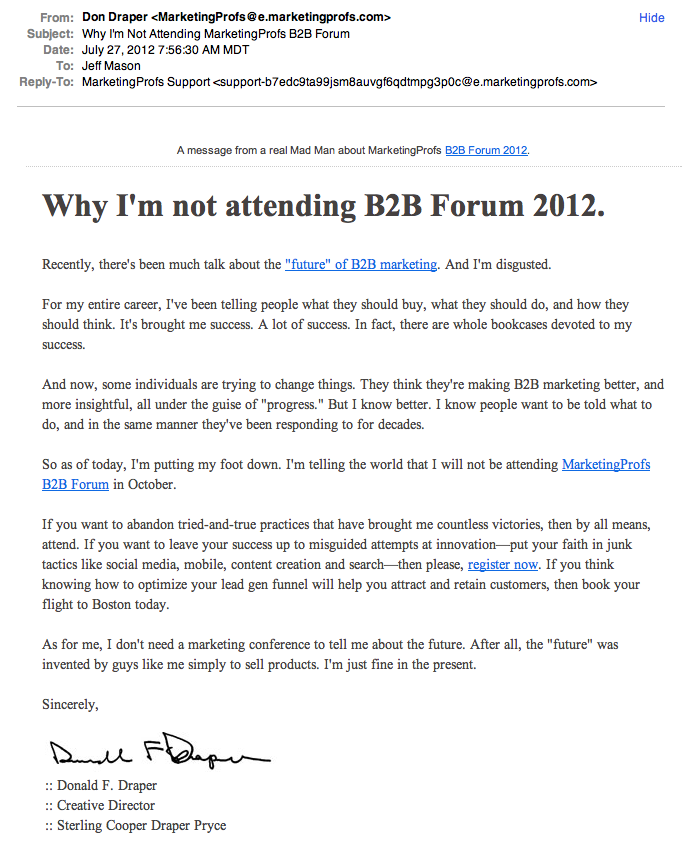 From: Don Draper <MarketingProfs@e.marketingprofs.com>
Hide
Subject: Why I'm Not Attending MarketingProfs B2B Forum
Date: July 27, 2012 7:56:30 AM MDT
To: Jeff Mason
Reply-To: MarketingProfs Support <support-b7edc9ta99jsm8auvgf6qdtmpg3p0c@e.marketingprofs.com>
A message from a real Mad Man about MarketingProfs B2B Forum 2012.
Why I'm not attending B2B Forum 2012.
Recently, there's been much talk about the "future" of B2B marketing. And I'm disgusted.
For my entire career, I've been telling people what they should buy, what they should do, and how they
should think. It's brought me success. A lot of success. In fact, there are whole bookcases devoted to my
success.
And now, some individuals are trying to change things. They think they're making B2B marketing better, and
more insightful, all under the guise of "progress." But I know better. I know people want to be told what to
do, and in the same manner they've been responding to for decades.
So as of today, I'm putting my foot down. I'm telling the world that I will not be attending MarketingProfs
B2B Forum in October.
If you want to abandon tried-and-true practices that have brought me countless victories, then by all means,
attend. If you want to leave your success up to misguided attempts at innovation—put your faith in junk
tactics like social media, mobile, content creation and search—then please, register now. If you think
knowing how to optimize your lead gen funnel will help you attract and retain customers, then book your
flight to Boston today.
As for me, I don't need a marketing conference to tell me about the future. After all, the "future" was
invented by guys like me simply to sell products. I'm just fine in the present.
Sincerely,
Donald F. Draper
:: Donald F. Draper
:: Creative Director
:: Sterling Cooper Draper Pryce